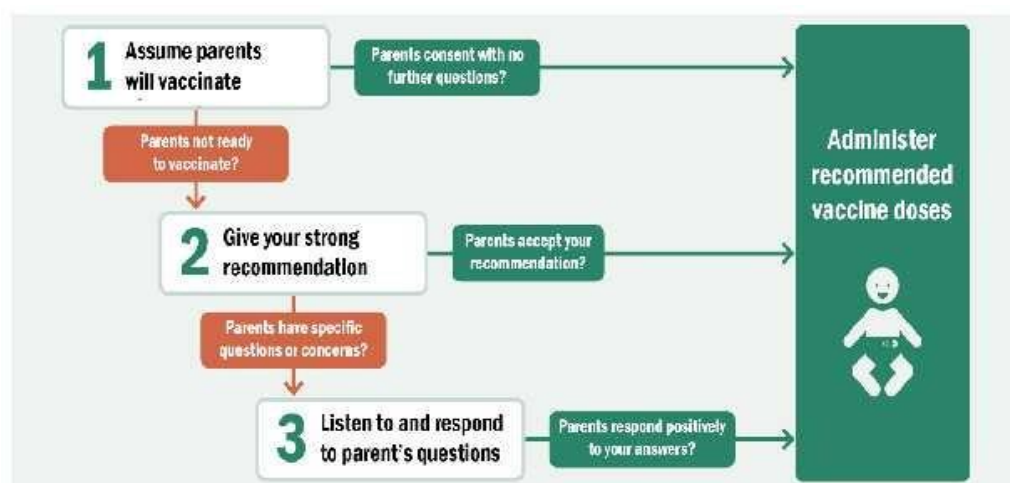 1 Assume parents
will vaccinate
Parents consent with no
further questions?
Parents not ready
to vaccinate?
2 Give your strong
recommendation
Parents accept your
recommendation?
Parents have specific
questions or concerns?
3 Listen to and respond
to parent's questions
Parents respond positively
to your answers?
Administer
recommended
vaccine doses